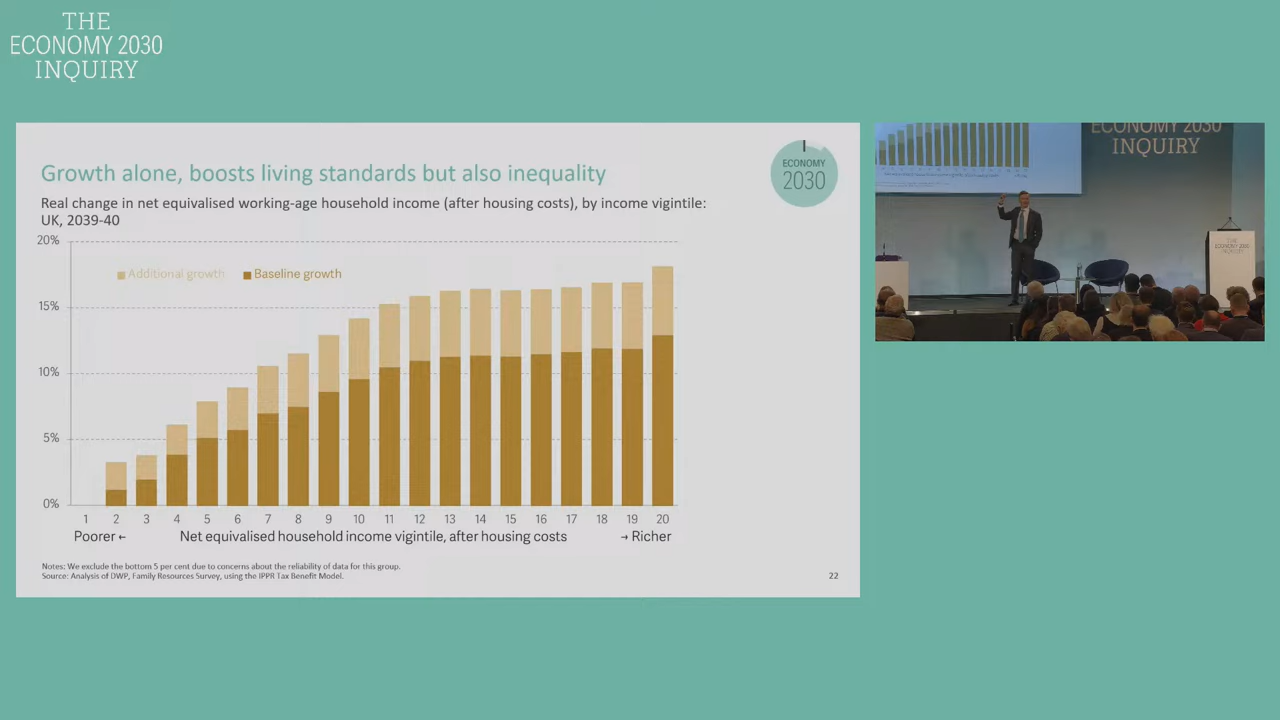 THE
ECONOMY 2030
INQUIRY
Growth alone, boosts living standards but also inequality
ECONOMY
2030
Real change in net equivalised working-age household income (after housing costs), by income vigintile:
UK, 2039-40
20%
15%
10%
5%
0%
Additional growth
Baseline growth
1 2 3 4 5 6 7 8 9 10 11 12 13 14 15 16 17 18 19 20
Poorer ← Net equivalised household income vigintile, after housing costs → Richer
Notes: We exclude the bottom 5 per cent due to concerns about the reliability of data for this group.
Source: Analysis of DWP, Family Resources Survey, using the IPPR Tax Benefit Model.
22
ECONOMY 2030
INQUIRY
THE
ECONOMY 2030
INQUIRY